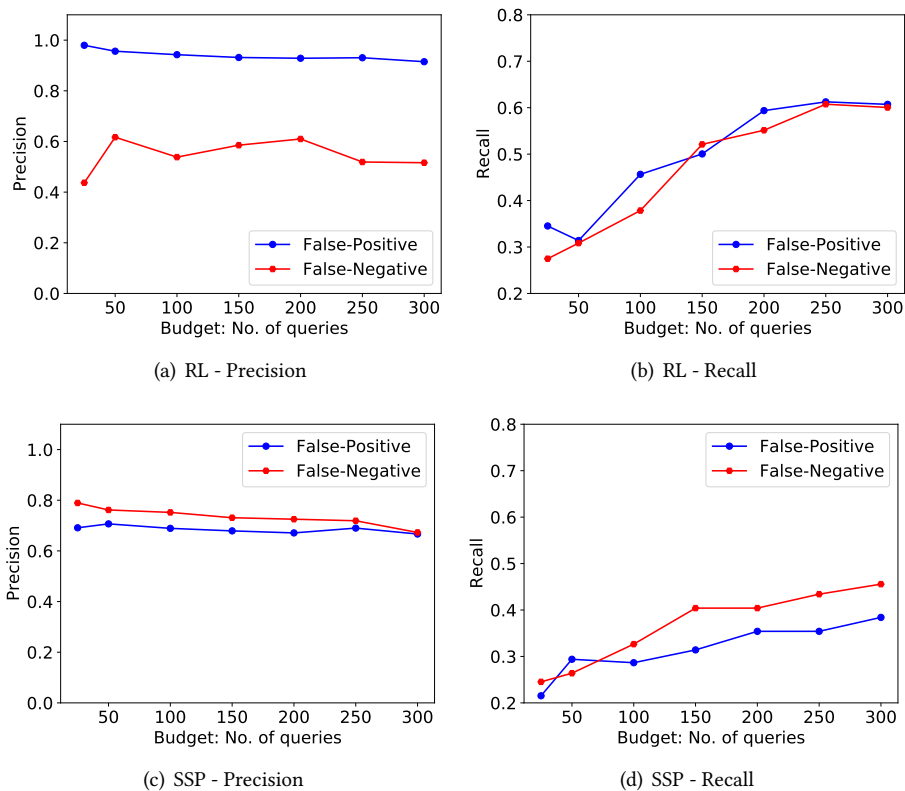 1.0
0.8
0.6
0.4
0.2
0.0
Precision
50 100 150 200 250 300
Budget: No. of queries
False-Positive
False-Negative
(a) RL - Precision
0.8
0.7
0.6
0.5
0.4
0.3
0.2
Recall
50 100 150 200 250 300
Budget: No. of queries
False-Positive
False-Negative
(b) RL - Recall
1.0
0.8
0.6
0.4
0.2
0.0
Precision
50 100 150 200 250 300
Budget: No. of queries
False-Positive
False-Negative
(c) SSP - Precision
0.8
0.7
0.6
0.5
0.4
0.3
0.2
Recall
50 100 150 200 250 300
Budget: No. of queries
False-Positive
False-Negative
(d) SSP - Recall